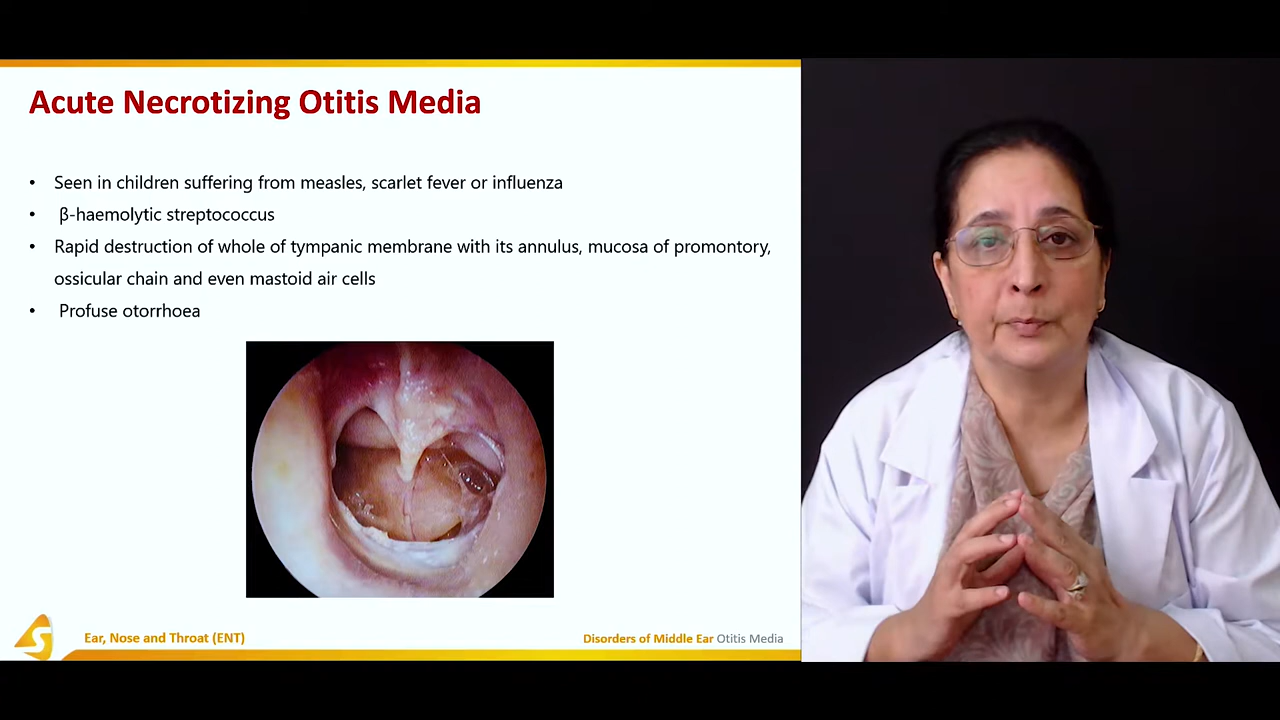 Acute Necrotizing Otitis Media
• Seen in children suffering from measles, scarlet fever or influenza
• β-haemolytic streptococcus
• Rapid destruction of whole of tympanic membrane with its annulus, mucosa of promontory,
ossicular chain and even mastoid air cells
• Profuse otorrhoea
Ear, Nose and Throat (ENT)
Disorders of Middle Ear Otitis Media